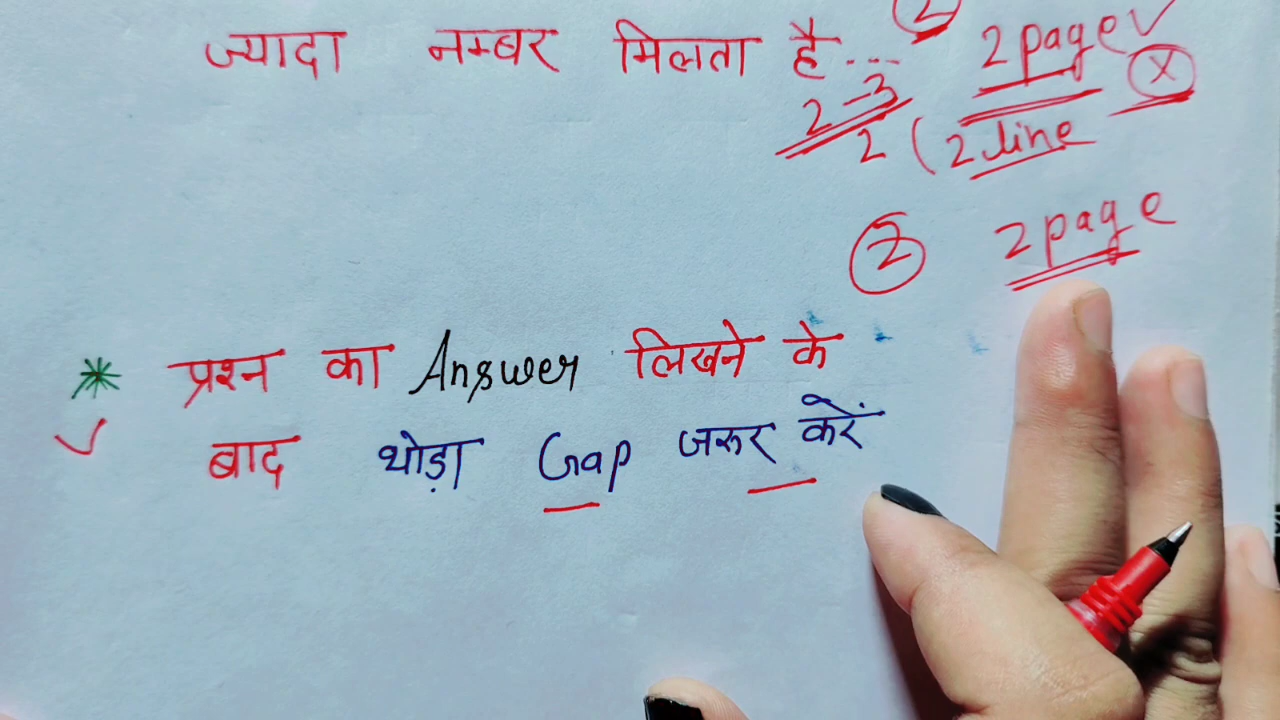 ज्यादा नम्बर मिलता है...
2
2 page ✓
2-3
x
2 ( 2 line
2 2 page
* प्रश्न का Answer लिखने के
✓ बाद थोड़ा Gap जरुर करें